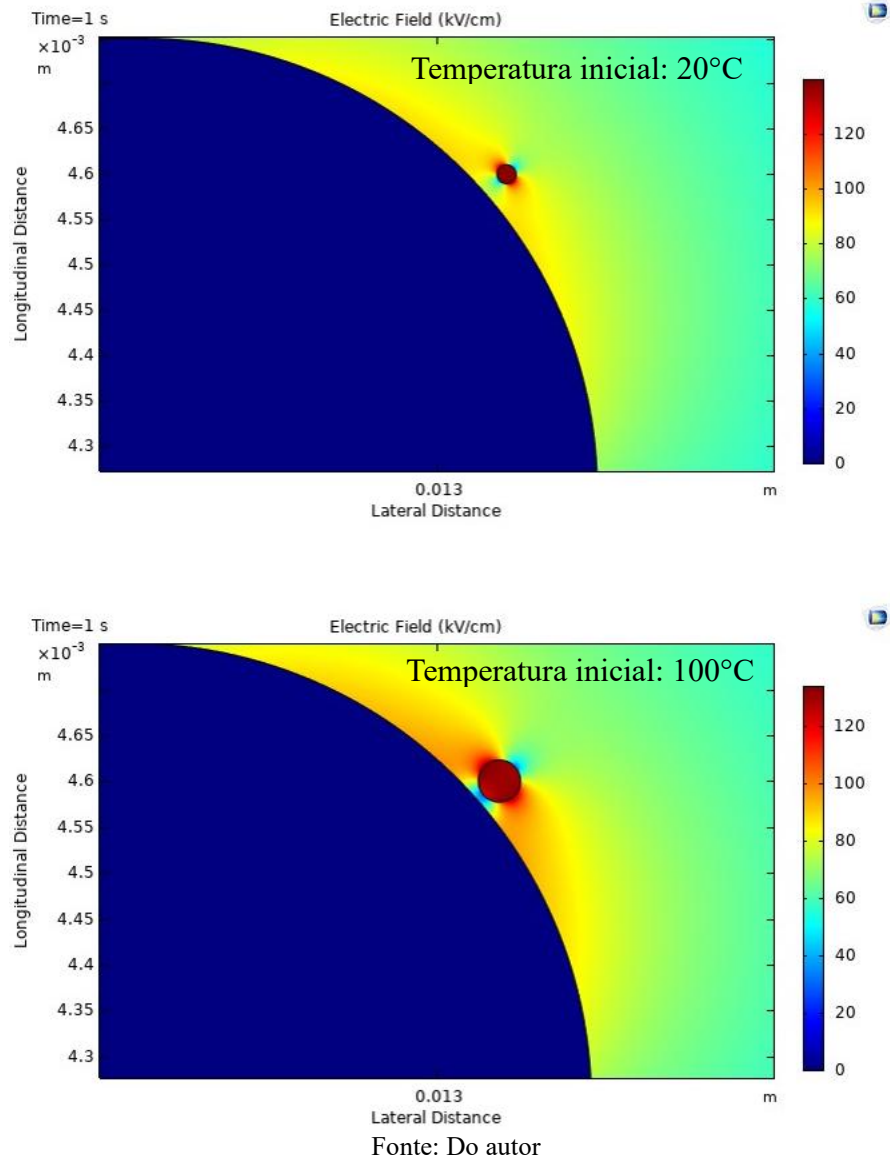 Time=1 s
Electric Field (kV/cm)
×10⁻³
m
Temperatura inicial: 20°C
4.65
4.6
4.55
4.5
4.45
4.4
4.35
4.3
Longitudinal Distance
0.013
m
Lateral Distance
120
100
80
60
40
20
0
Time=1 s
Electric Field (kV/cm)
×10⁻³
m
Temperatura inicial: 100°C
4.65
4.6
4.55
4.5
4.45
4.4
4.35
4.3
Longitudinal Distance
0.013
m
Lateral Distance
120
100
80
60
40
20
0
Fonte: Do autor